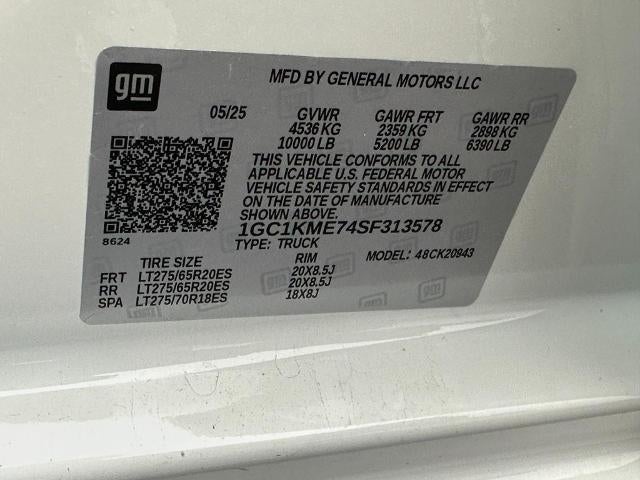 gm
MFD BY GENERAL MOTORS LLC
05/25 GVWR GAWR FRT GAWR RR
4536 KG 2359 KG 2898 KG
10000 LB 5200 LB 6390 LB
THIS VEHICLE CONFORMS TO ALL
APPLICABLE U.S. FEDERAL MOTOR
VEHICLE SAFETY STANDARDS IN EFFECT
ON THE DATE OF MANUFACTURE
SHOWN ABOVE.
1GC1KME74SF313578
8624
TYPE: TRUCK MODEL: 48CK20943
TIRE SIZE RIM
FRT LT275/65R20ES 20X8.5J
RR LT275/65R20ES 20X8.5J
SPA LT275/70R18ES 18X8J